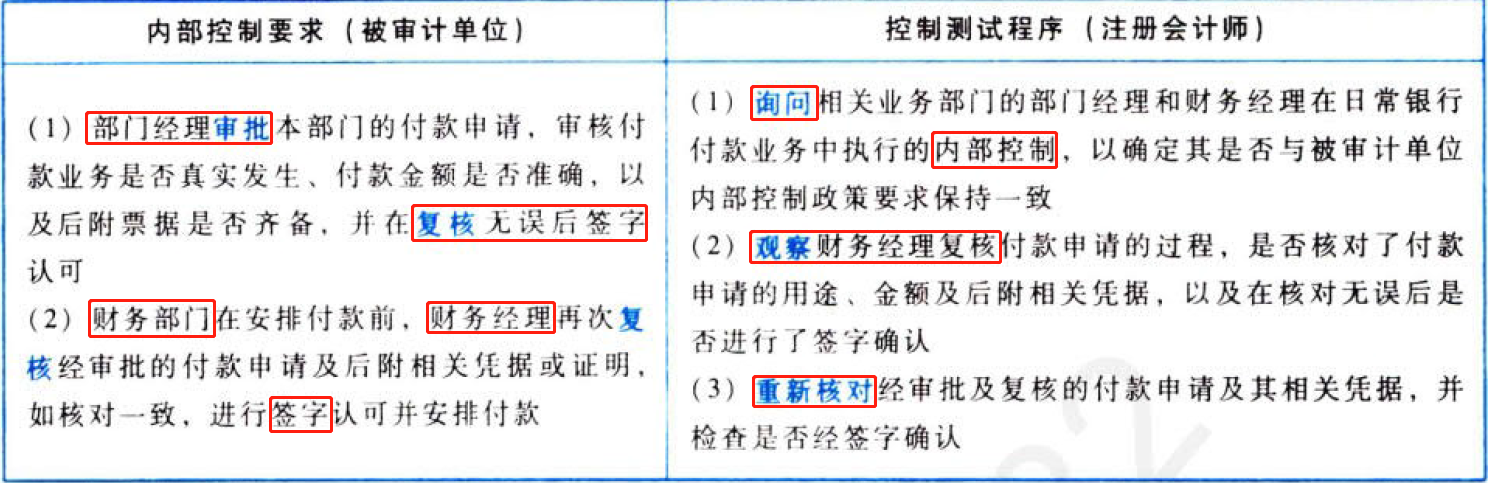 内部控制要求（被审计单位）
控制测试程序（注册会计师）
(1) 部门经理审批本部门的付款申请，审核付
款业务是否真实发生、付款金额是否准确，以
及后附票据是否齐备，并在复核无误后签字
认可
(2) 财务部门在安排付款前，财务经理再次复
核经审批的付款申请及后附相关凭据或证明，
如核对一致，进行签字认可并安排付款
(1) 询问相关业务部门的部门经理和财务经理在日常银行
付款业务中执行的内部控制，以确定其是否与被审计单位
内部控制政策要求保持一致
(2) 观察财务经理复核付款申请的过程，是否核对了付款
申请的用途、金额及后附相关凭据，以及在核对无误后是
否进行了签字确认
(3) 重新核对经审批及复核的付款申请及其相关凭据，并
检查是否经签字确认